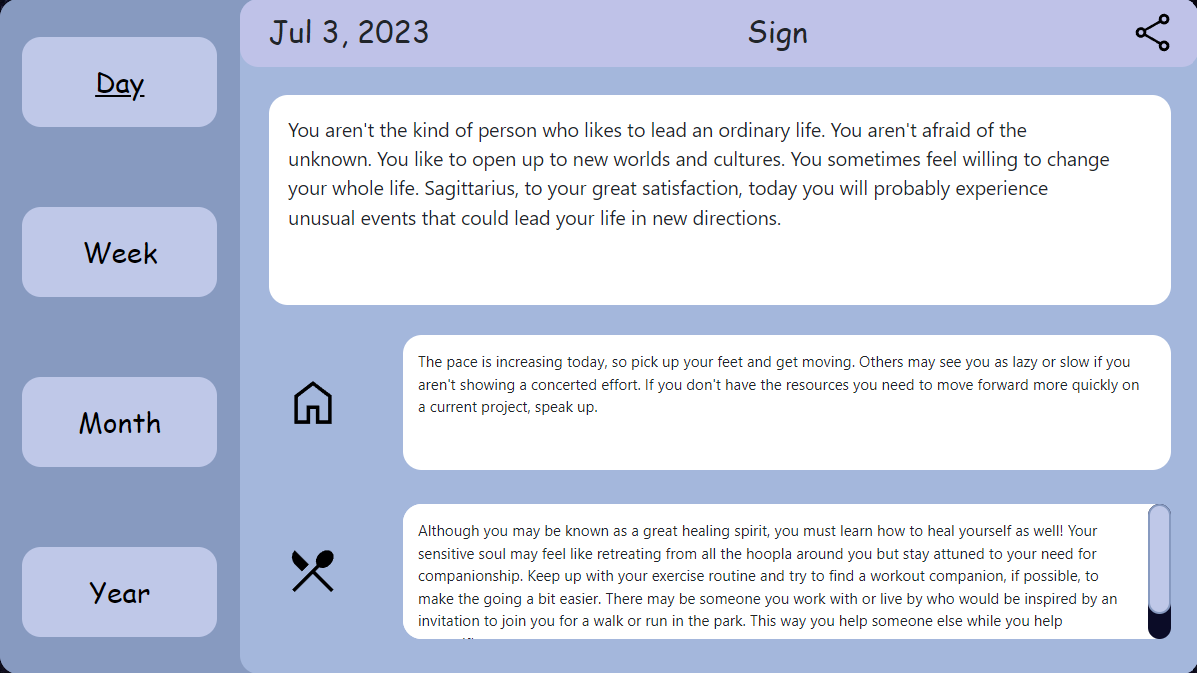 Jul 3, 2023
Sign
Day
Week
Month
Year
You aren't the kind of person who likes to lead an ordinary life. You aren't afraid of the
unknown. You like to open up to new worlds and cultures. You sometimes feel willing to change
your whole life. Sagittarius, to your great satisfaction, today you will probably experience
unusual events that could lead your life in new directions.
The pace is increasing today, so pick up your feet and get moving. Others may see you as lazy or slow if you
aren't showing a concerted effort. If you don't have the resources you need to move forward more quickly on
a current project, speak up.
Although you may be known as a great healing spirit, you must learn how to heal yourself as well! Your
sensitive soul may feel like retreating from all the hoopla around you but stay attuned to your need for
companionship. Keep up with your exercise routine and try to find a workout companion, if possible, to
make the going a bit easier. There may be someone you work with or live by who would be inspired by an
invitation to join you for a walk or run in the park. This way you help someone else while you help